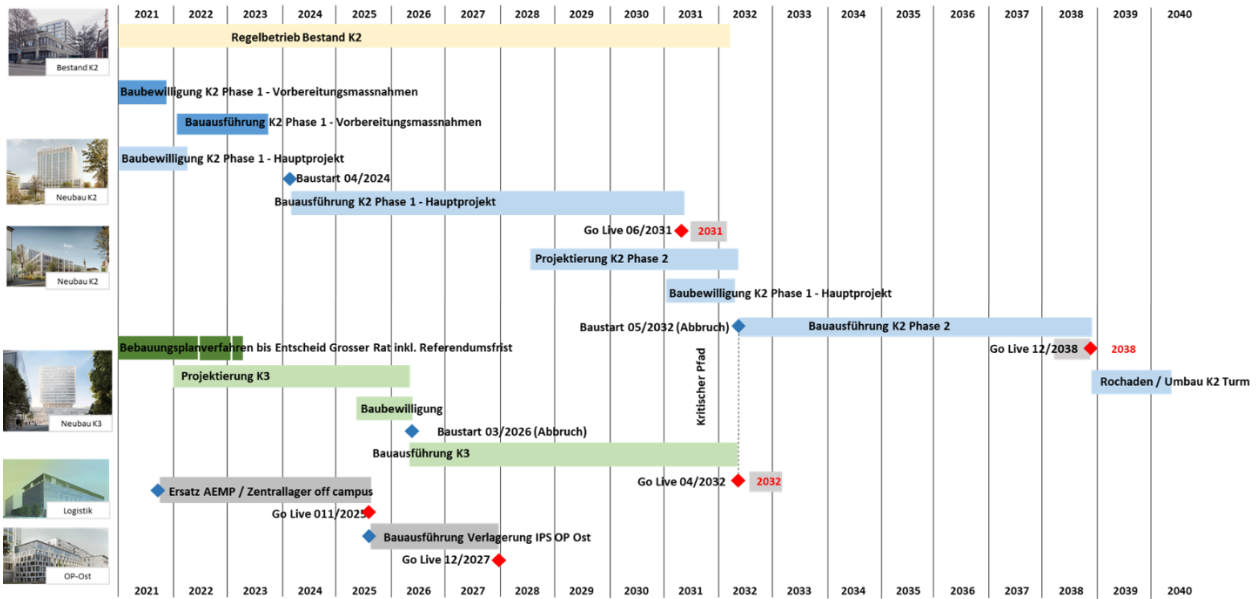 2021 2022 2023 2024 2025 2026 2027 2028 2029 2030 2031 2032 2033 2034 2035 2036 2037 2038 2039 2040
Regelbetrieb Bestand K2
Bestand K2
Baubewilligung K2 Phase 1 - Vorbereitungsmassnahmen
Bauausführung K2 Phase 1 - Vorbereitungsmassnahmen
Baubewilligung K2 Phase 1 - Hauptprojekt
Baustart 04/2024
Neubau K2
Bauausführung K2 Phase 1 - Hauptprojekt
Go Live 06/2031 2031
Projektierung K2 Phase 2
Neubau K2
Baubewilligung K2 Phase 1 - Hauptprojekt
Baustart 05/2032 (Abbruch) Bauausführung K2 Phase 2
Bebauungsplanverfahren bis Entscheid Grosser Rat inkl. Referendumsfrist
Go Live 12/2038 2038
Kritischer Pfad
Projektierung K3
Rochaden / Umbau K2 Turm
Baubewilligung
Neubau K3
Baustart 03/2026 (Abbruch)
Bauausführung K3
Go Live 04/2032 2032
Ersatz AEMP / Zentrallager off campus
Logistik
Go Live 011/2025
Bauausführung Verlagerung IPS OP Ost
Go Live 12/2027
OP-Ost
2021 2022 2023 2024 2025 2026 2027 2028 2029 2030 2031 2032 2033 2034 2035 2036 2037 2038 2039 2040